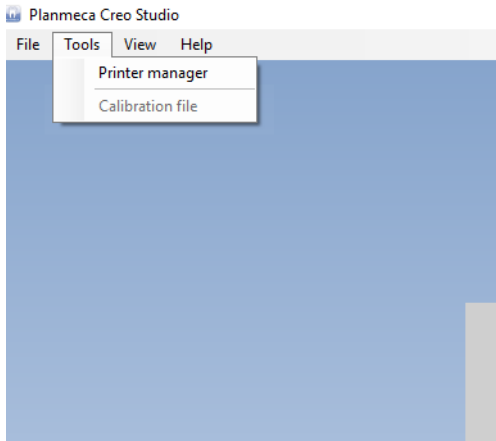 Planmeca Creo Studio
File Tools View Help
Printer manager
Calibration file